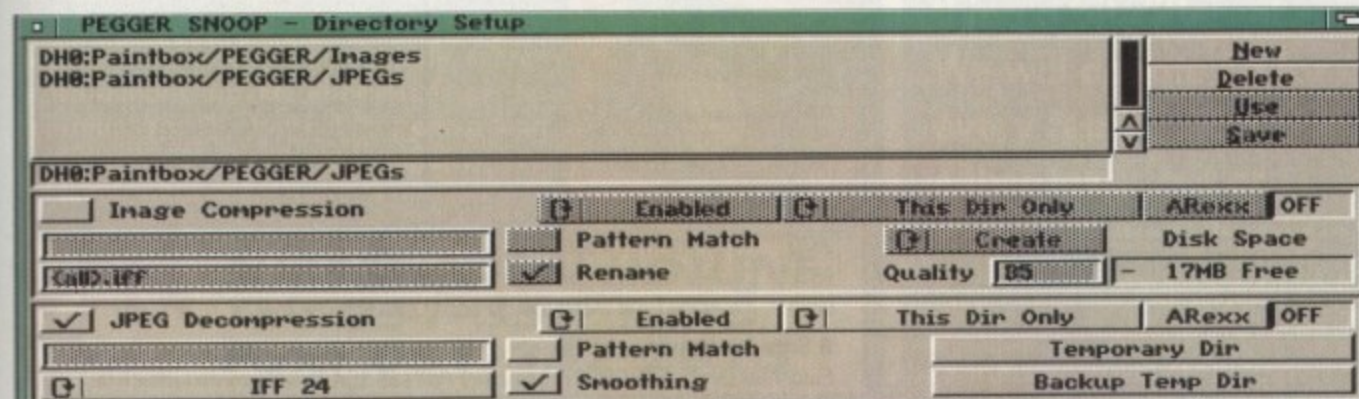 PEGGER SNOOP - Directory Setup
DH0:Paintbox/PEGGER/Images
DH0:Paintbox/PEGGER/JPEGs
New
Delete
Use
Save
DH0:Paintbox/PEGGER/JPEGs
Image Compression Enabled This Dir Only ARexx OFF
Pattern Match Create Disk Space
Rename Quality 85 - 17MB Free
JPEG Decompression Enabled This Dir Only ARexx OFF
Pattern Match Temporary Dir
IFF 24 Smoothing Backup Temp Dir